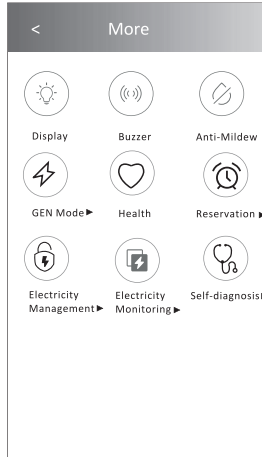 < More
Display Buzzer Anti-Mildew
GEN Mode▶ Health Reservation▶
Electricity Electricity Self-diagnosis
Management▶ Monitoring▶